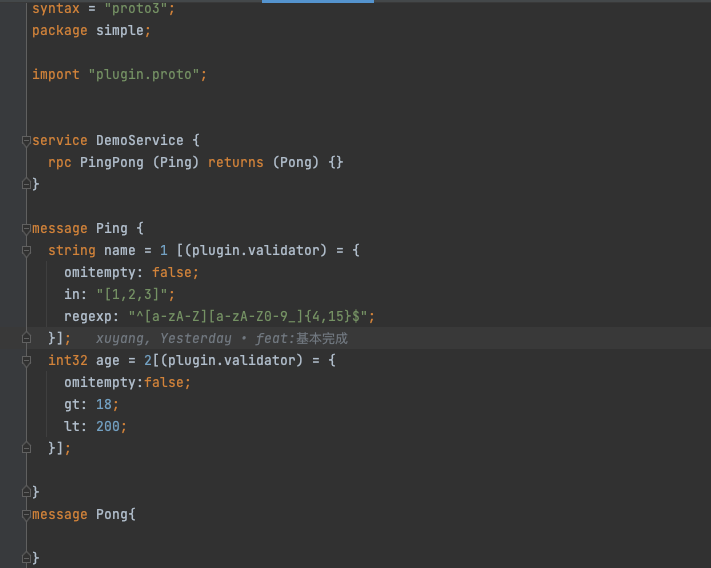 syntax = "proto3";
package simple;
import "plugin.proto";
service DemoService {
  rpc PingPong (Ping) returns (Pong) {}
}
message Ping {
  string name = 1 [(plugin.validator) = {
    omitempty: false;
    in: "[1,2,3]";
    regexp: "^[a-zA-Z][a-zA-Z0-9_]{4,15}$";
  }];   xuyang, Yesterday • feat:基本完成
  int32 age = 2[(plugin.validator) = {
    omitempty:false;
    gt: 18;
    lt: 200;
  }];
}
message Pong{
}